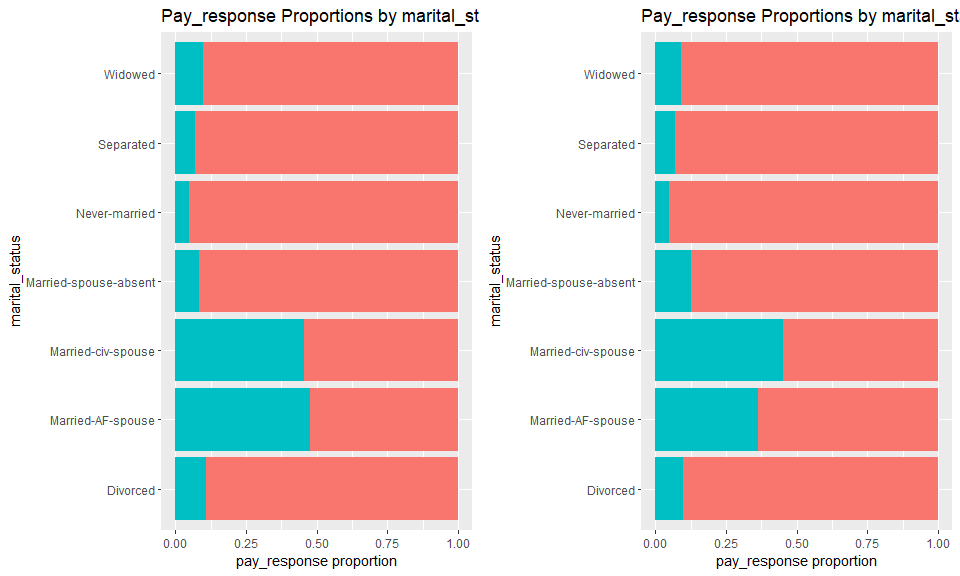 Pay_response Proportions by marital_st
marital_status
Widowed
Separated
Never-married
Married-spouse-absent
Married-civ-spouse
Married-AF-spouse
Divorced
0.00 0.25 0.50 0.75 1.00
pay_response proportion
Pay_response Proportions by marital_st
marital_status
Widowed
Separated
Never-married
Married-spouse-absent
Married-civ-spouse
Married-AF-spouse
Divorced
0.00 0.25 0.50 0.75 1.00
pay_response proportion